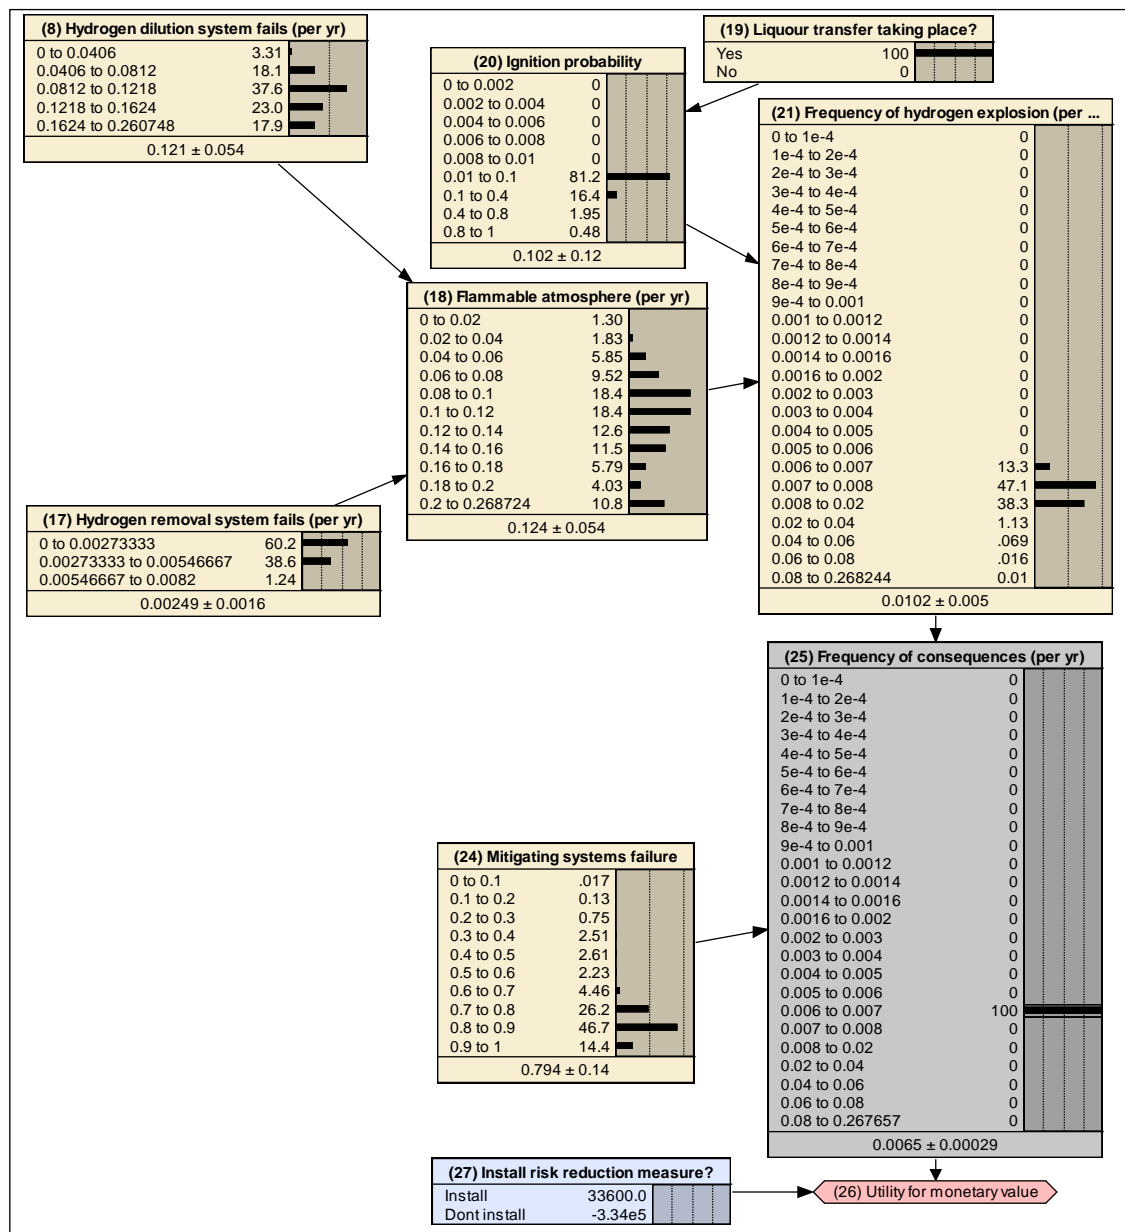 (8) Hydrogen dilution system fails (per yr)
0 to 0.0406 3.31
0.0406 to 0.0812 18.1
0.0812 to 0.1218 37.6
0.1218 to 0.1624 23.0
0.1624 to 0.260748 17.9
0.121 ± 0.054
(20) Ignition probability
0 to 0.002 0
0.002 to 0.004 0
0.004 to 0.006 0
0.006 to 0.008 0
0.008 to 0.01 0
0.01 to 0.1 81.2
0.1 to 0.4 16.4
0.4 to 0.8 1.95
0.8 to 1 0.48
0.102 ± 0.12
(19) Liquour transfer taking place?
Yes 100
No 0
(21) Frequency of hydrogen explosion (per ...
0 to 1e-4 0
1e-4 to 2e-4 0
2e-4 to 3e-4 0
3e-4 to 4e-4 0
4e-4 to 5e-4 0
5e-4 to 6e-4 0
6e-4 to 7e-4 0
7e-4 to 8e-4 0
8e-4 to 9e-4 0
9e-4 to 0.001 0
0.001 to 0.0012 0
0.0012 to 0.0014 0
0.0014 to 0.0016 0
0.0016 to 0.002 0
0.002 to 0.003 0
0.003 to 0.004 0
0.004 to 0.005 0
0.005 to 0.006 0
0.006 to 0.007 13.3
0.007 to 0.008 47.1
0.008 to 0.02 38.3
0.02 to 0.04 1.13
0.04 to 0.06 .069
0.06 to 0.08 .016
0.08 to 0.268244 0.01
0.0102 ± 0.005
(18) Flammable atmosphere (per yr)
0 to 0.02 1.30
0.02 to 0.04 1.83
0.04 to 0.06 5.85
0.06 to 0.08 9.52
0.08 to 0.1 18.4
0.1 to 0.12 18.4
0.12 to 0.14 12.6
0.14 to 0.16 11.5
0.16 to 0.18 5.79
0.18 to 0.2 4.03
0.2 to 0.268724 10.8
0.124 ± 0.054
(17) Hydrogen removal system fails (per yr)
0 to 0.00273333 60.2
0.00273333 to 0.00546667 38.6
0.00546667 to 0.0082 1.24
0.00249 ± 0.0016
(25) Frequency of consequences (per yr)
0 to 1e-4 0
1e-4 to 2e-4 0
2e-4 to 3e-4 0
3e-4 to 4e-4 0
4e-4 to 5e-4 0
5e-4 to 6e-4 0
6e-4 to 7e-4 0
7e-4 to 8e-4 0
8e-4 to 9e-4 0
9e-4 to 0.001 0
0.001 to 0.0012 0
0.0012 to 0.0014 0
0.0014 to 0.0016 0
0.0016 to 0.002 0
0.002 to 0.003 0
0.003 to 0.004 0
0.004 to 0.005 0
0.005 to 0.006 0
0.006 to 0.007 100
0.007 to 0.008 0
0.008 to 0.02 0
0.02 to 0.04 0
0.04 to 0.06 0
0.06 to 0.08 0
0.08 to 0.267657 0
0.0065 ± 0.00029
(24) Mitigating systems failure
0 to 0.1 .017
0.1 to 0.2 0.13
0.2 to 0.3 0.75
0.3 to 0.4 2.51
0.4 to 0.5 2.61
0.5 to 0.6 2.23
0.6 to 0.7 4.46
0.7 to 0.8 26.2
0.8 to 0.9 46.7
0.9 to 1 14.4
0.794 ± 0.14
(27) Install risk reduction measure?
Install 33600.0
Dont install -3.34e5
(26) Utility for monetary value